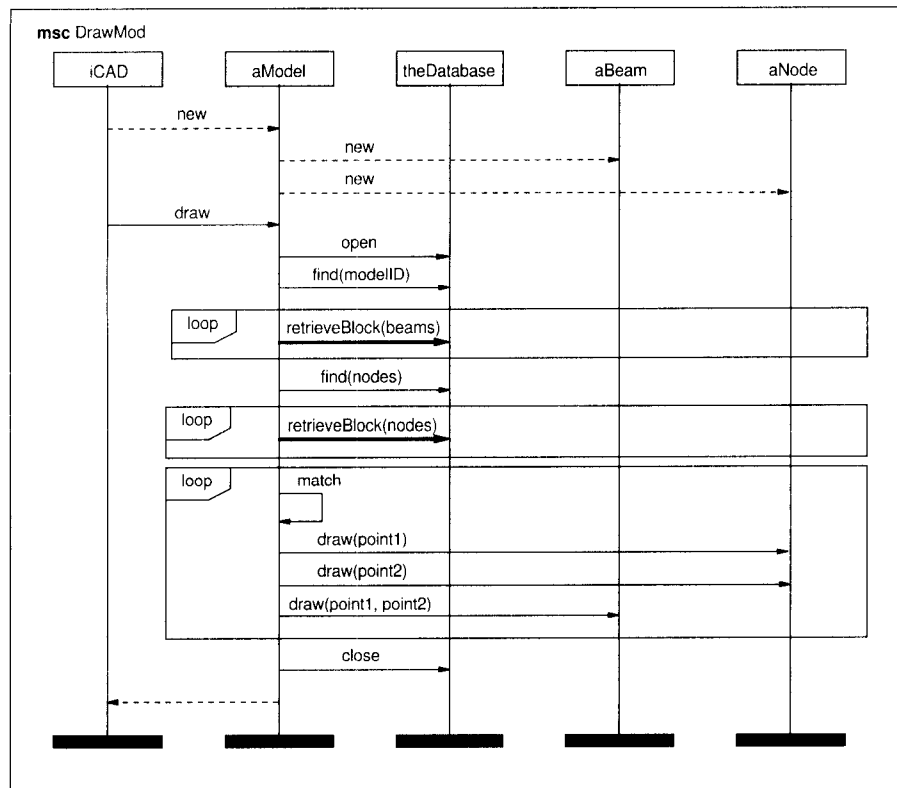 msc DrawMod
iCAD aModel theDatabase aBeam aNode
new
new
new
draw
open
find(modelID)
loop
retrieveBlock(beams)
find(nodes)
loop
retrieveBlock(nodes)
loop
match
draw(point1)
draw(point2)
draw(point1, point2)
close